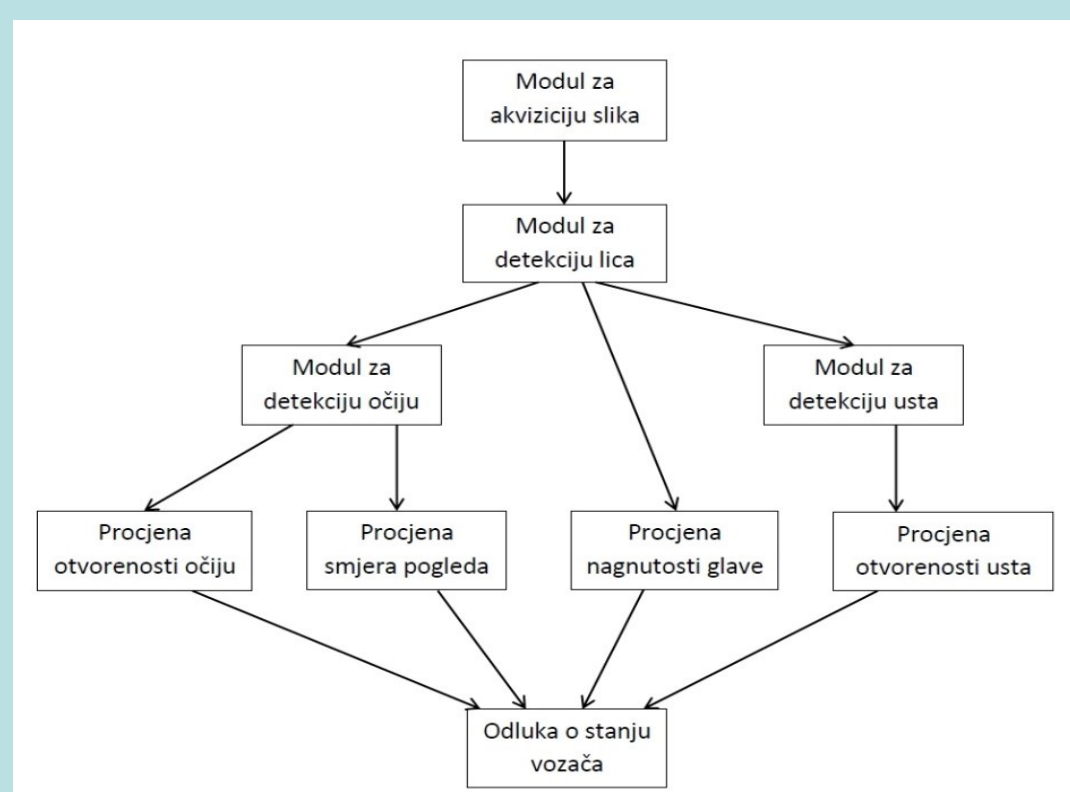 Modul za
akviziciju slika
Modul za
detekciju lica
Modul za
detekciju očiju
Modul za
detekciju usta
Procjena
otvorenosti očiju
Procjena
smjera pogleda
Procjena
nagnutosti glave
Procjena
otvorenosti usta
Odluka o stanju
vozača